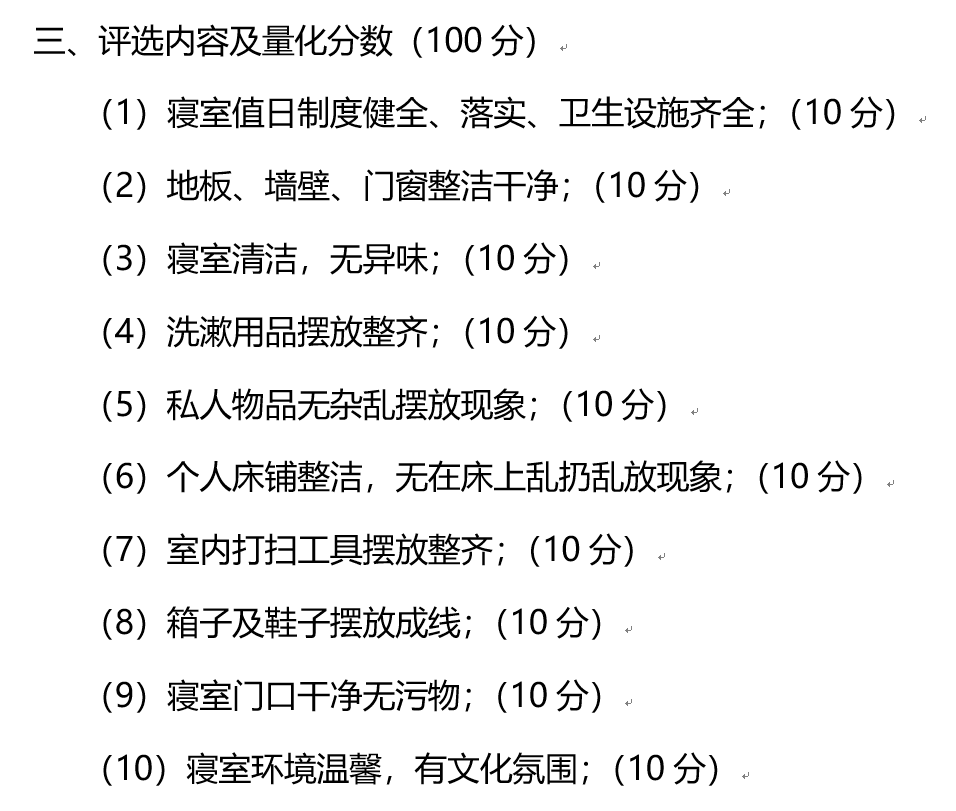 三、评选内容及量化分数（100 分）
（1）寝室值日制度健全、落实、卫生设施齐全；（10 分）
（2）地板、墙壁、门窗整洁干净；（10 分）
（3）寝室清洁，无异味；（10 分）
（4）洗漱用品摆放整齐；（10 分）
（5）私人物品无杂乱摆放现象；（10 分）
（6）个人床铺整洁，无在床上乱扔乱放现象；（10 分）
（7）室内打扫工具摆放整齐；（10 分）
（8）箱子及鞋子摆放成线；（10 分）
（9）寝室门口干净无污物；（10 分）
（10）寝室环境温馨，有文化氛围；（10 分）